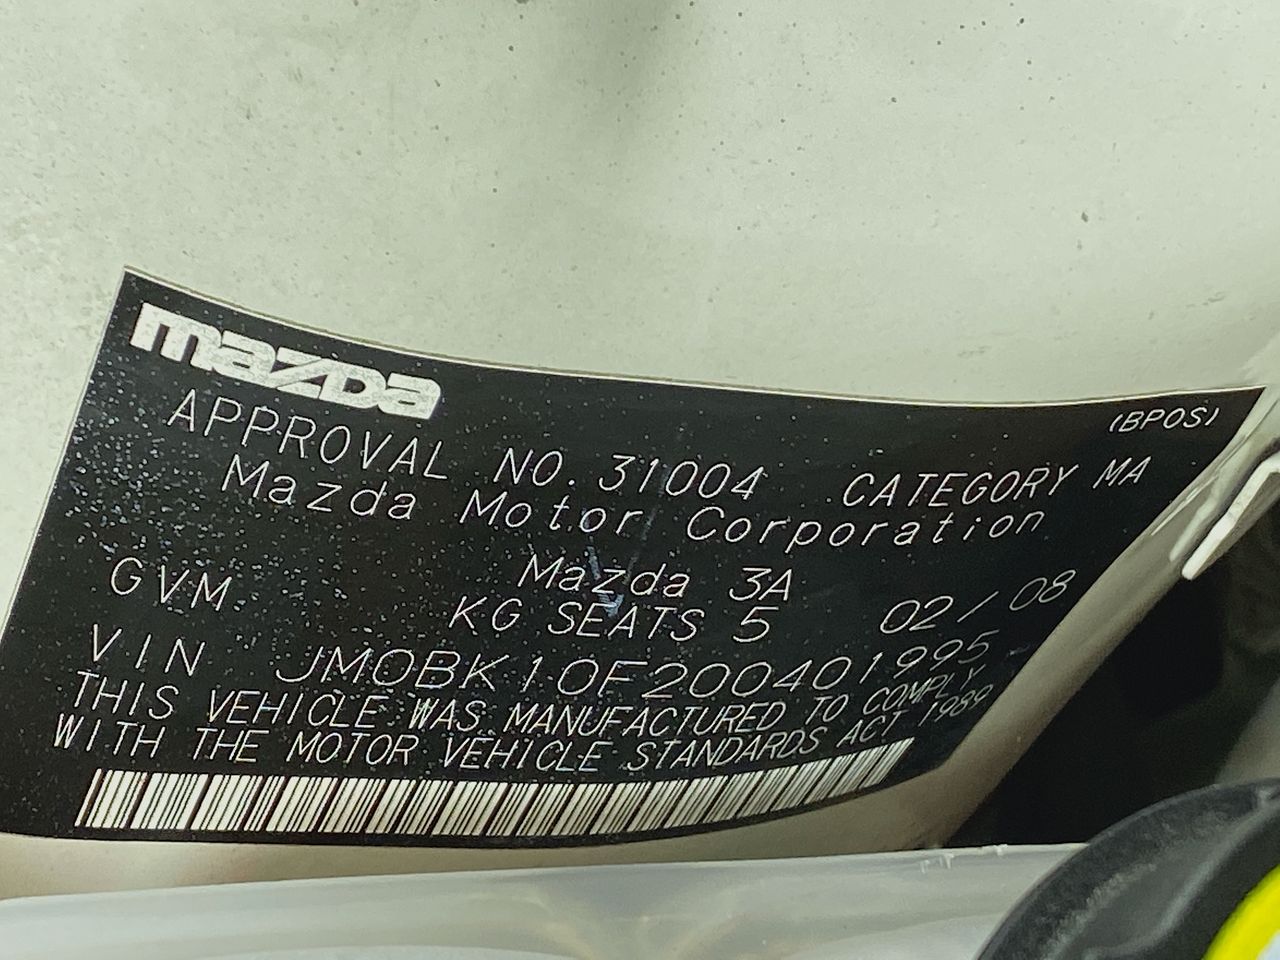 mazda
(BP0S)
APPROVAL NO. 31004 CATEGORY MA
Mazda Motor Corporation
Mazda 3A
GVM KG SEATS 5 02/08
VIN JM0BK10F200401995
THIS VEHICLE WAS MANUFACTURED TO COMPLY
WITH THE MOTOR VEHICLE STANDARDS ACT 1989